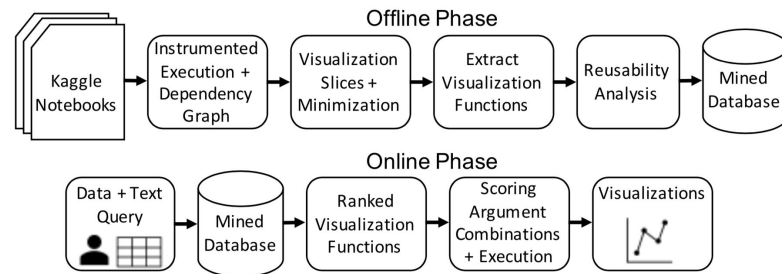 Offline Phase
Kaggle
Notebooks
Instrumented
Execution +
Dependency
Graph
Visualization
Slices +
Minimization
Extract
Visualization
Functions
Reusability
Analysis
Mined
Database
Online Phase
Data + Text
Query
Mined
Database
Ranked
Visualization
Functions
Scoring
Argument
Combinations
+ Execution
Visualizations